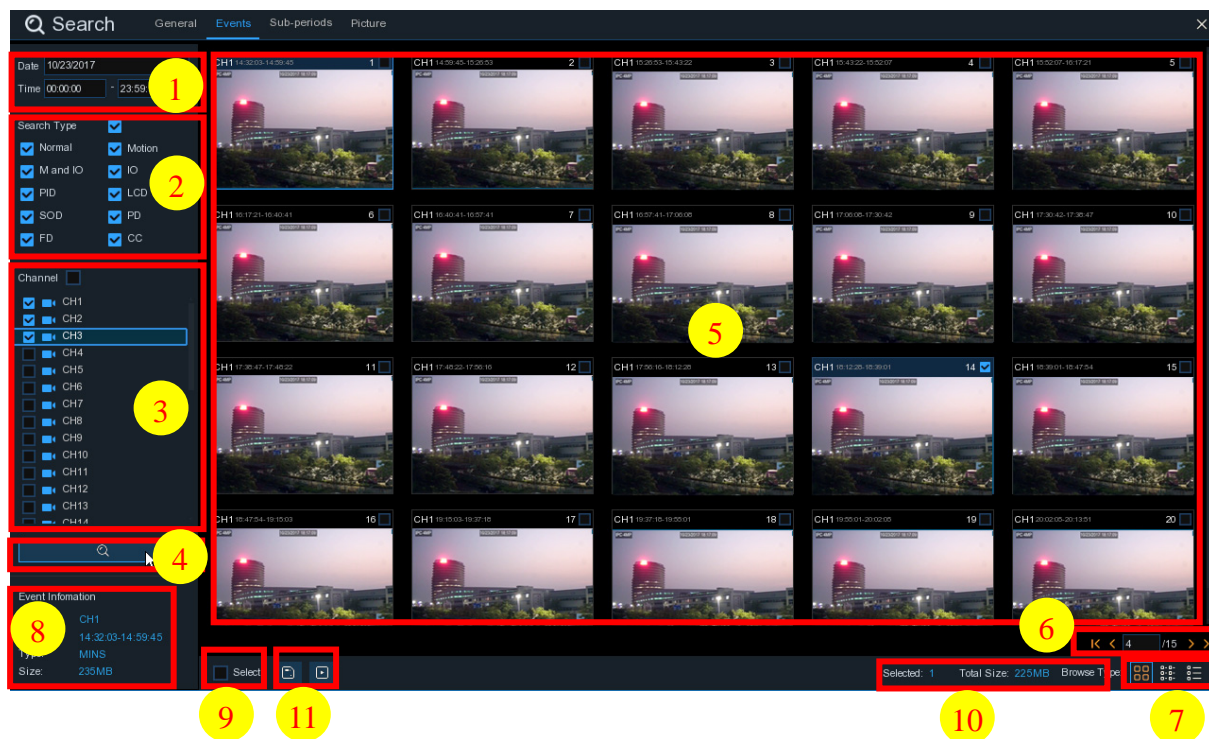 Search General Events Sub-periods Picture
Date 10/23/2017
Time 00:00:00 - 23:59:
1
Search Type
Normal Motion
M and IO IO
PID LCD
SOD PD
FD CC
2
Channel
CH1
CH2
CH3
CH4
CH5
CH6
CH7
CH8
CH9
CH10
CH11
CH12
CH13
CH14
3
4
Event Infomation
CH1
14:32:03-14:59:45
MINS
Size: 235MB
8
CH1 14:32:03-14:59:45 1
CH1 14:59:45-15:26:53 2
CH1 15:26:53-15:43:22 3
CH1 15:43:22-15:52:07 4
CH1 15:52:07-16:17:21 5
CH1 16:17:21-16:40:41 6
CH1 16:40:41-16:57:41 7
CH1 16:57:41-17:06:08 8
CH1 17:06:08-17:30:42 9
CH1 17:30:42-17:38:47 10
5
CH1 17:38:47-17:48:22 11
CH1 17:48:22-17:56:16 12
CH1 17:56:16-18:12:28 13
CH1 18:12:28-18:39:01 14
CH1 18:39:01-18:47:54 15
CH1 18:47:54-19:15:03 16
CH1 19:15:03-19:37:18 17
CH1 19:37:18-19:55:01 18
CH1 19:55:01-20:02:05 19
CH1 20:02:05-20:13:51 20
6
4 /15
Select
Selected: 1 Total Size: 225MB Browse Type
9
11
10
7